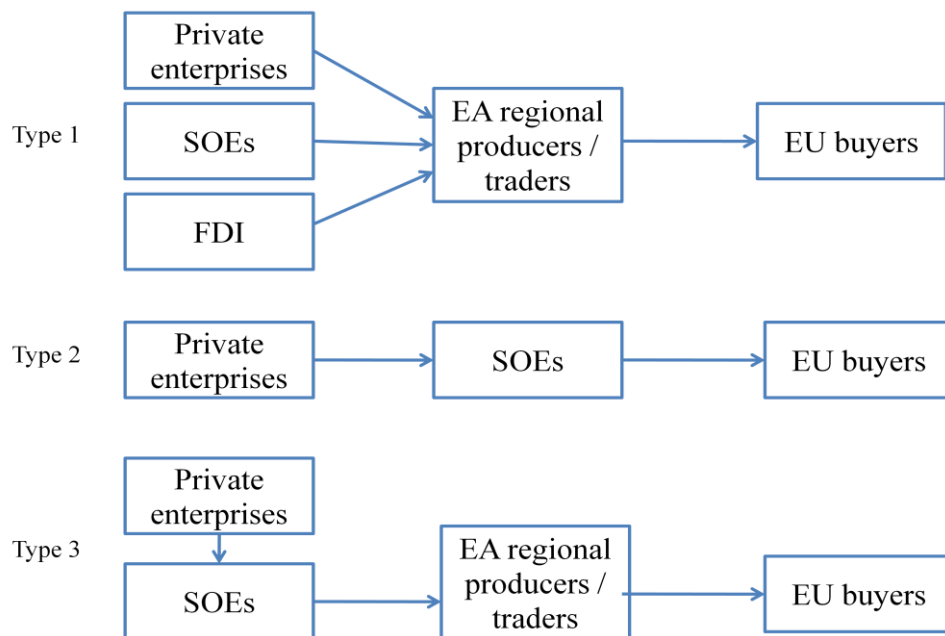 Type 1
Private
enterprises
SOEs
FDI
EA regional
producers /
traders
EU buyers
Type 2
Private
enterprises
SOEs
EU buyers
Type 3
Private
enterprises
SOEs
EA regional
producers /
traders
EU buyers